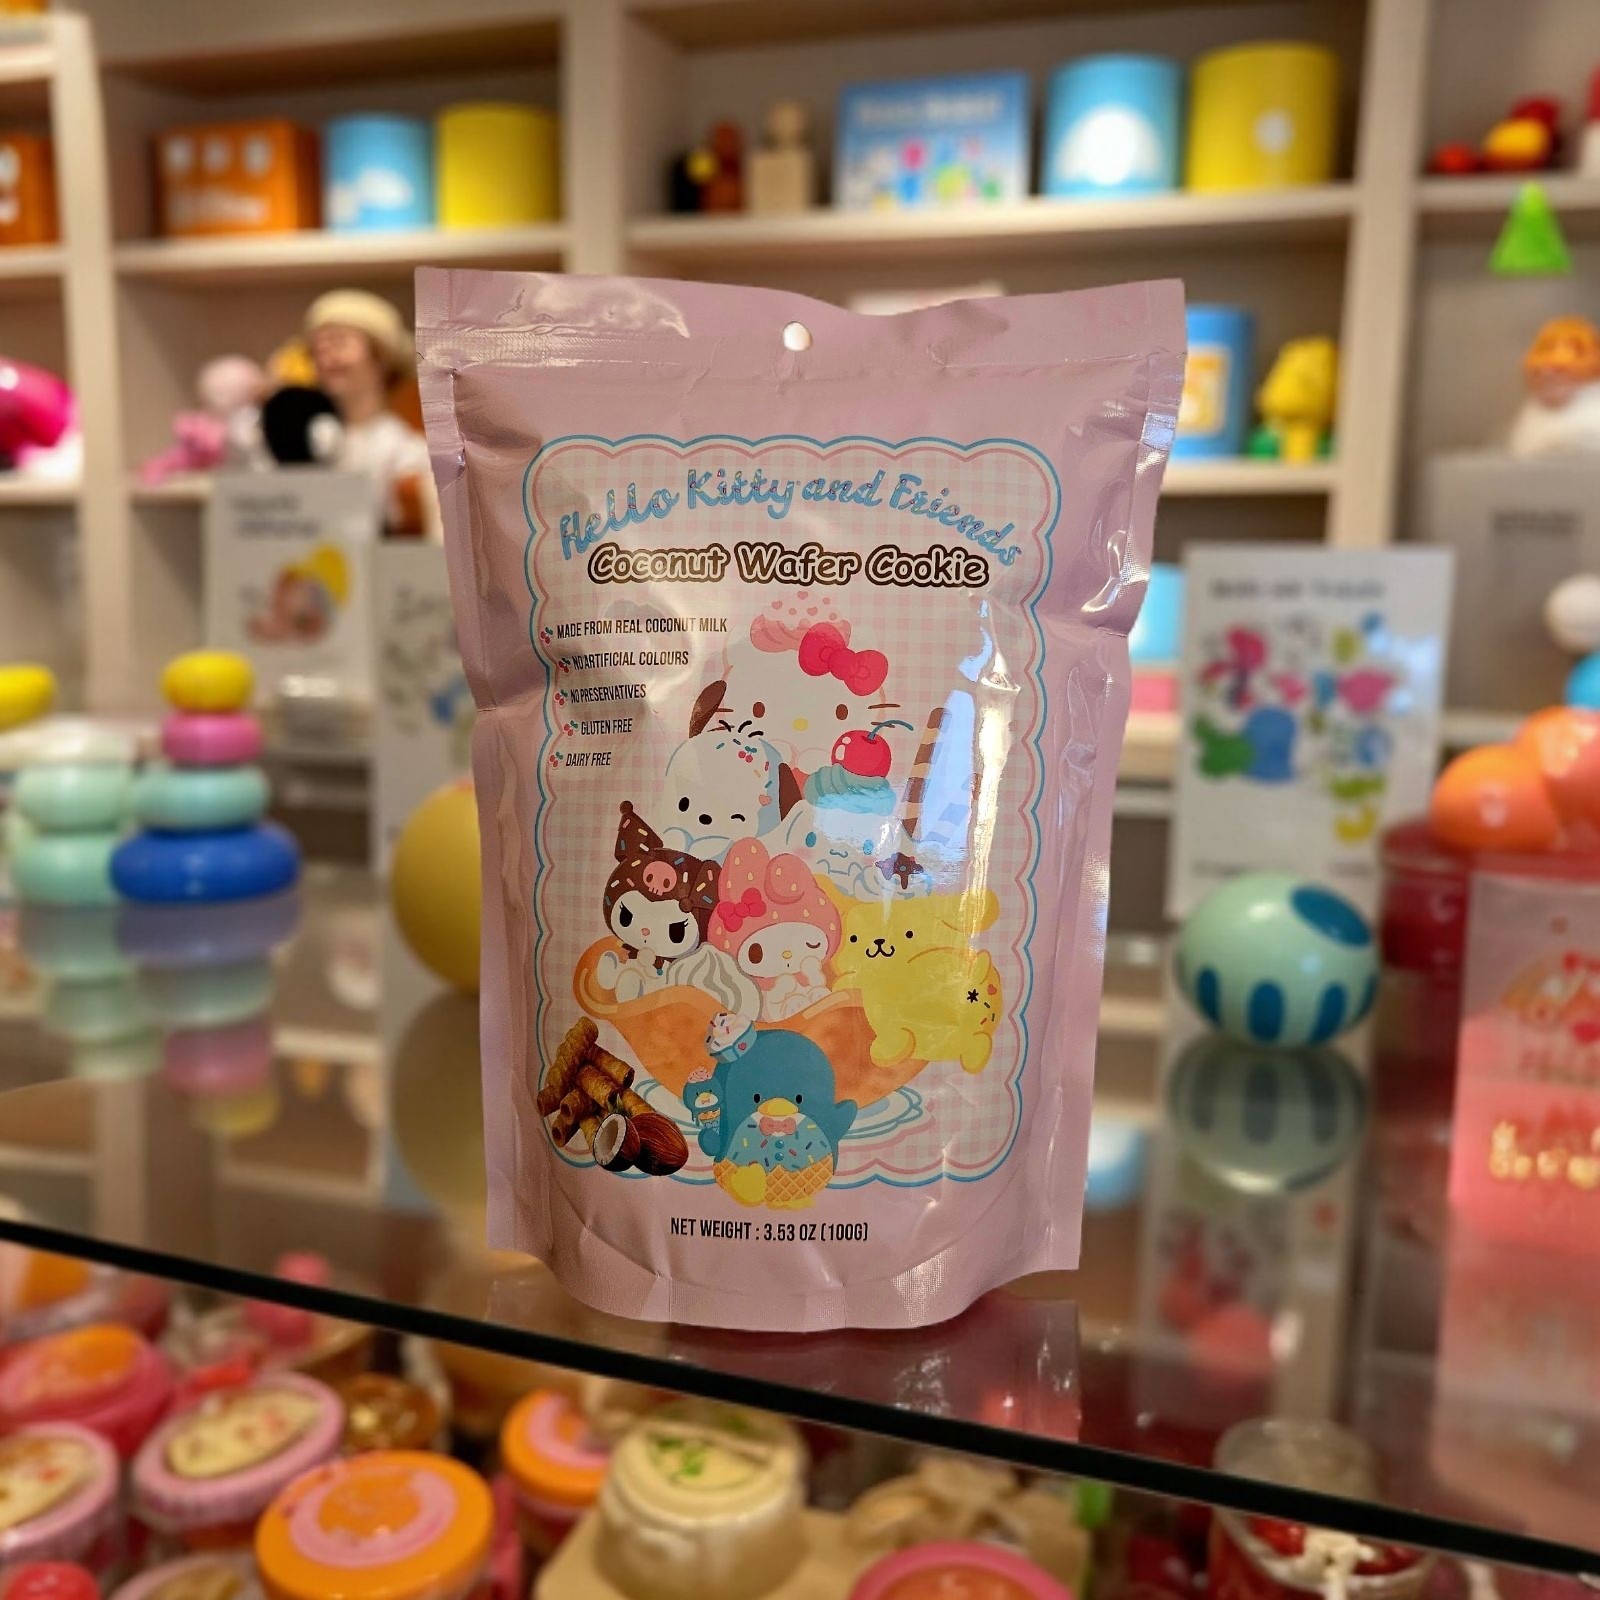 Hello Kitty and Friends
Coconut Wafer Cookie
MADE FROM REAL COCONUT MILK
NO ARTIFICIAL COLOURS
NO PRESERVATIVES
GLUTEN FREE
DAIRY FREE
NET WEIGHT : 3.53 OZ (100G)